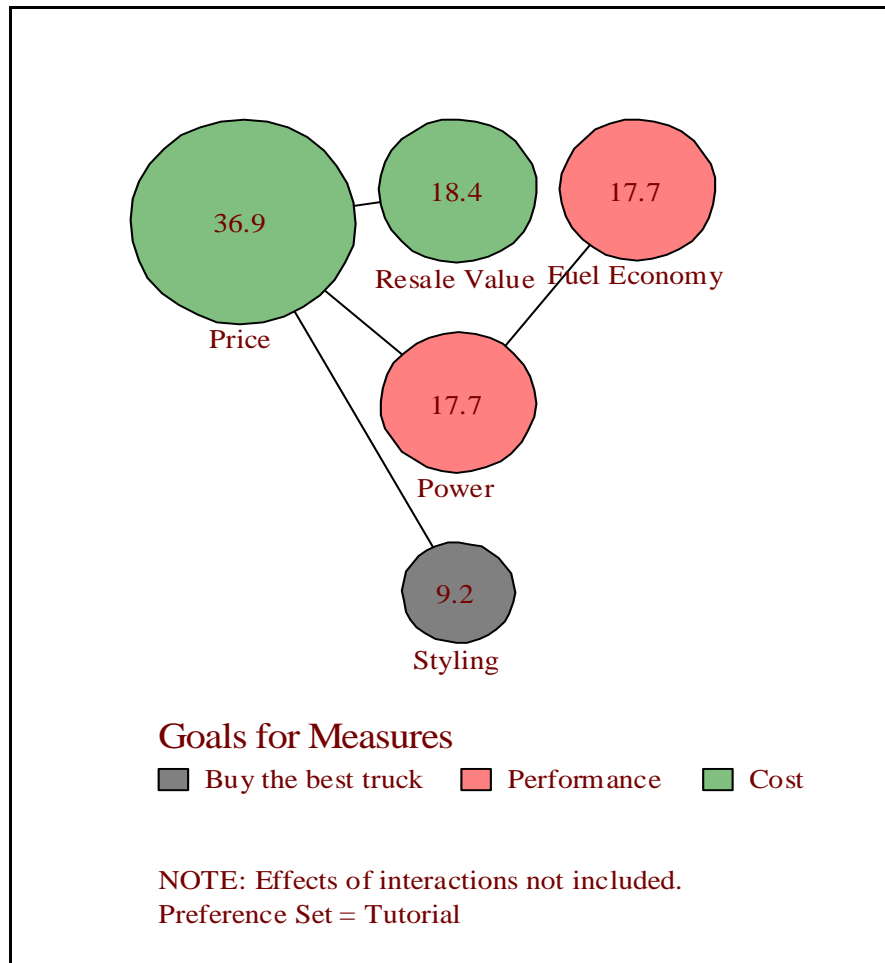 36.9
18.4
17.7
Resale Value
Fuel Economy
Price
17.7
Power
9.2
Styling
Goals for Measures
Buy the best truck Performance Cost
NOTE: Effects of interactions not included.
Preference Set = Tutorial